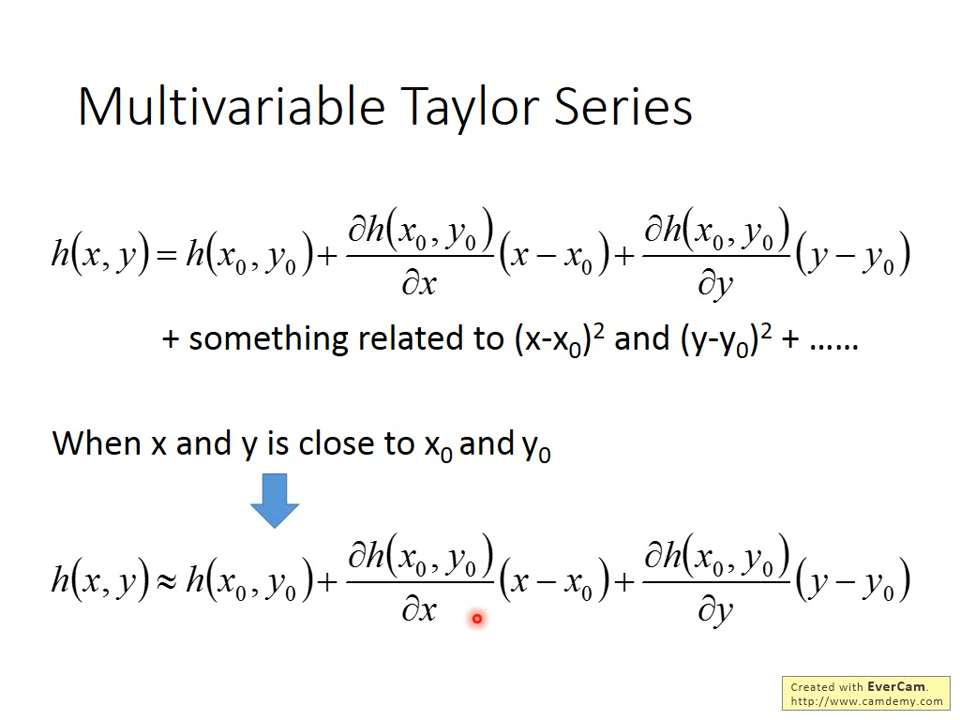 Multivariable Taylor Series
h(x, y) = h(x₀, y₀) + ∂h(x₀, y₀)/∂x (x − x₀) + ∂h(x₀, y₀)/∂y (y − y₀)
+ something related to (x-x₀)² and (y-y₀)² + ……
When x and y is close to x₀ and y₀
h(x, y) ≈ h(x₀, y₀) + ∂h(x₀, y₀)/∂x (x − x₀) + ∂h(x₀, y₀)/∂y (y − y₀)
Created with EverCam.
http://www.camdemy.com